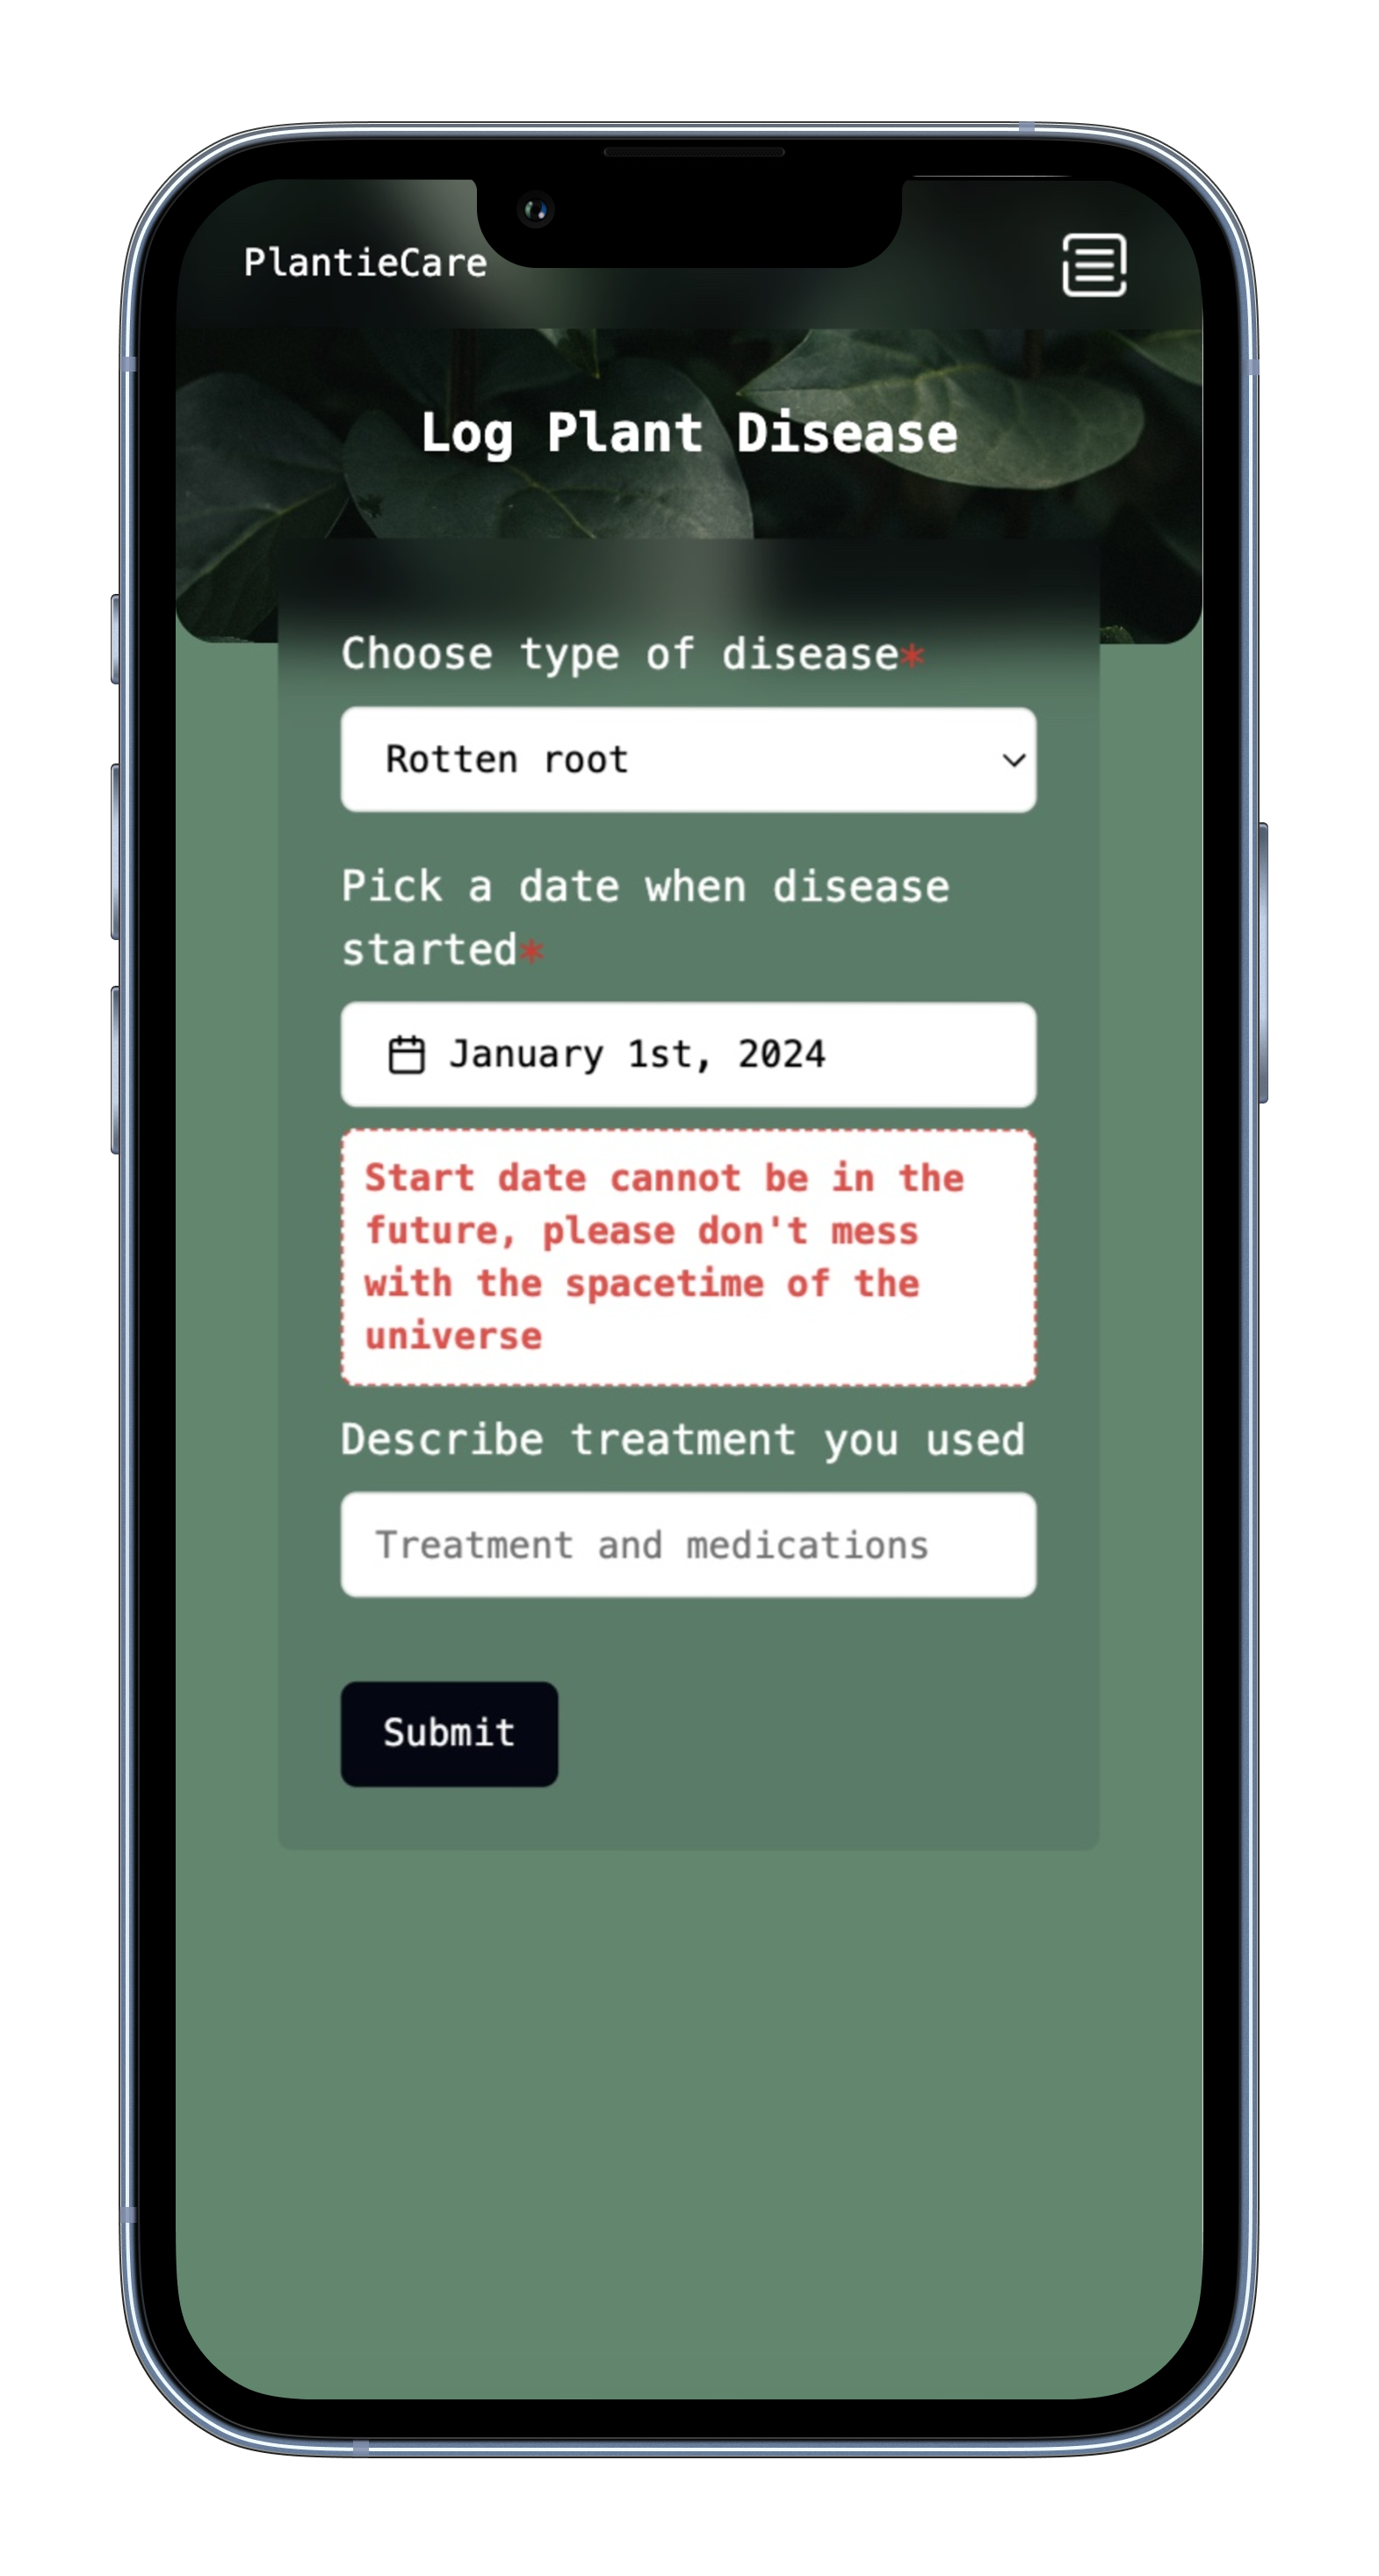 PlantieCare
Log Plant Disease
Choose type of disease*
Rotten root
Pick a date when disease
started*
January 1st, 2024
Start date cannot be in the
future, please don't mess
with the spacetime of the
universe
Describe treatment you used
Treatment and medications
Submit